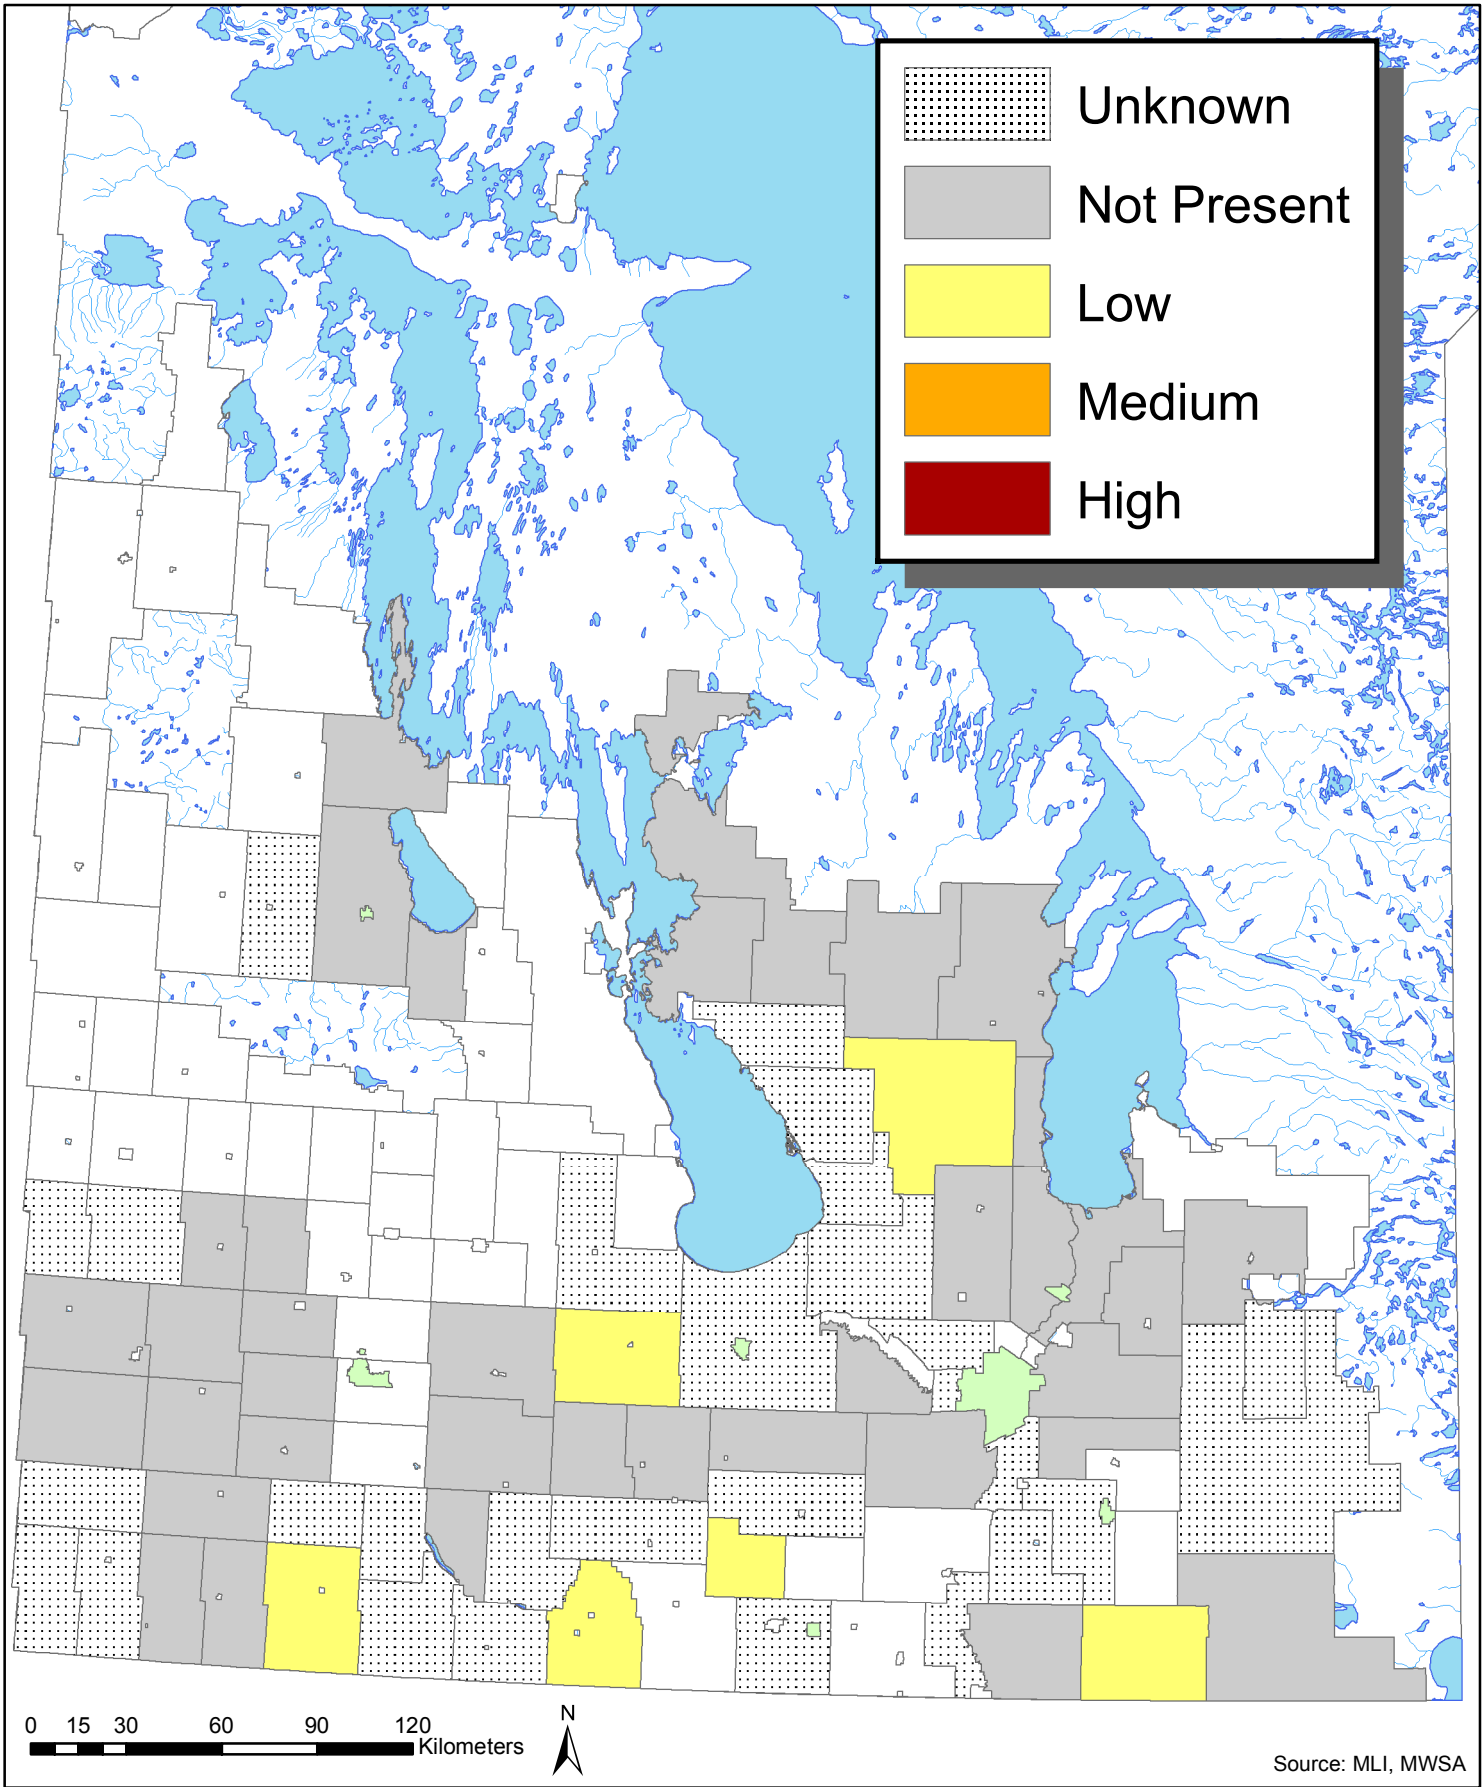 Unknown
Not Present
Low
Medium
High
0 15 30 60 90 120
Kilometers
N
Source: MLI, MWSA